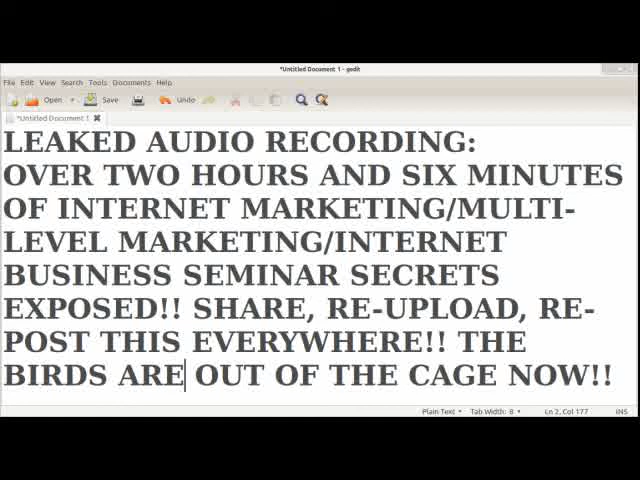 *Untitled Document 1 - gedit
File Edit View Search Tools Documents Help
Open Save Undo
*Untitled Document 1
LEAKED AUDIO RECORDING:
OVER TWO HOURS AND SIX MINUTES
OF INTERNET MARKETING/MULTI-
LEVEL MARKETING/INTERNET
BUSINESS SEMINAR SECRETS
EXPOSED!! SHARE, RE-UPLOAD, RE-
POST THIS EVERYWHERE!! THE
BIRDS ARE OUT OF THE CAGE NOW!!
Plain Text Tab Width: 8 Ln 2, Col 177 INS